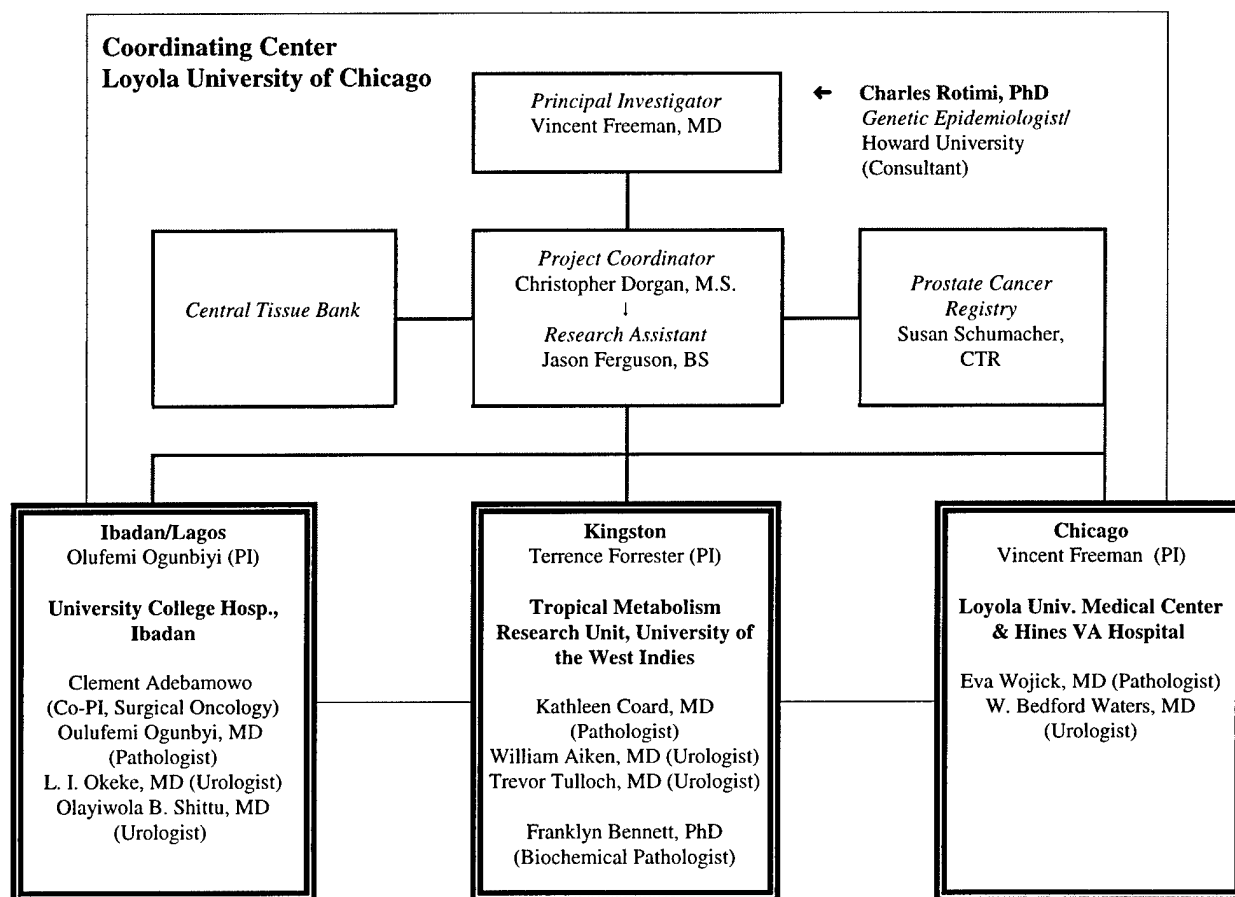 Coordinating Center
Loyola University of Chicago
Principal Investigator
Vincent Freeman, MD
← Charles Rotimi, PhD
Genetic Epidemiologist/
Howard University
(Consultant)
Central Tissue Bank
Project Coordinator
Christopher Dorgan, M.S.
↓
Research Assistant
Jason Ferguson, BS
Prostate Cancer
Registry
Susan Schumacher,
CTR
Ibadan/Lagos
Olufemi Ogunbiyi (PI)
University College Hosp.,
Ibadan
Clement Adebamowo
(Co-PI, Surgical Oncology)
Oulufemi Ogunbyi, MD
(Pathologist)
L. I. Okeke, MD (Urologist)
Olayiwola B. Shittu, MD
(Urologist)
Kingston
Terrence Forrester (PI)
Tropical Metabolism
Research Unit, University of
the West Indies
Kathleen Coard, MD
(Pathologist)
William Aiken, MD (Urologist)
Trevor Tulloch, MD (Urologist)
Franklyn Bennett, PhD
(Biochemical Pathologist)
Chicago
Vincent Freeman (PI)
Loyola Univ. Medical Center
& Hines VA Hospital
Eva Wojick, MD (Pathologist)
W. Bedford Waters, MD
(Urologist)